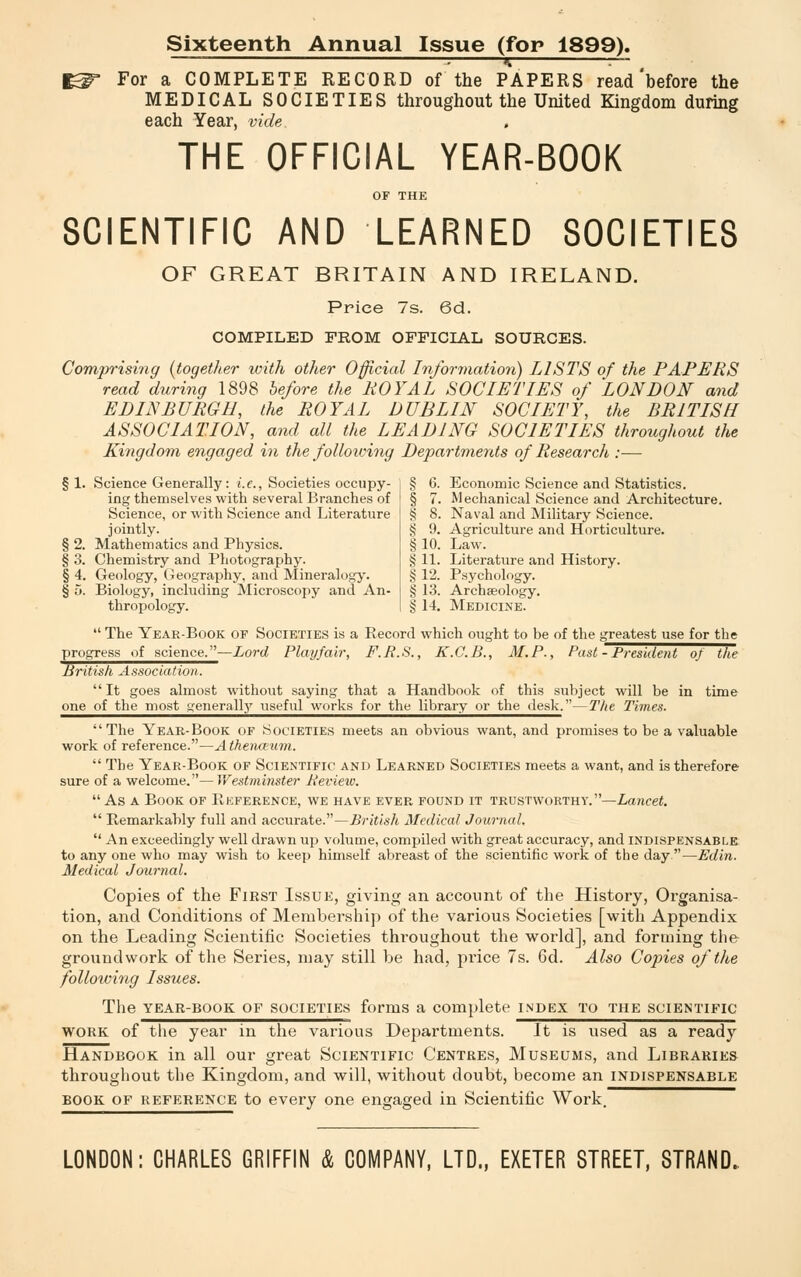 Sixteenth Annual Issue (for 1899).
☞ For a COMPLETE RECORD of the PAPERS read before the
MEDICAL SOCIETIES throughout the United Kingdom during
each Year, vide
THE OFFICIAL YEAR-BOOK
OF THE
SCIENTIFIC AND LEARNED SOCIETIES
OF GREAT BRITAIN AND IRELAND.
Price 7s. 6d.
COMPILED FROM OFFICIAL SOURCES.
Comprising (together with other Official Information) LISTS of the PAPERS
read during 1898 before the ROYAL SOCIETIES of LONDON and
EDINBURGH, the ROYAL DUBLIN SOCIETY, the BRITISH
ASSOCIATION, and all the LEADING SOCIETIES throughout the
Kingdom engaged in the following Departments of Research :—
§ 1. Science Generally: i.e., Societies occupy-
ing themselves with several Branches of
Science, or with Science and Literature
jointly.
§ 2. Mathematics and Physics.
§ 3. Chemistry and Photography.
§ 4. Geology, Geography, and Mineralogy.
§ 5. Biology, including Microscopy and An-
thropology.
§ 6. Economic Science and Statistics.
§ 7. Mechanical Science and Architecture.
§ 8. Naval and Military Science.
§ 9. Agriculture and Horticulture.
§ 10. Law.
§ 11. Literature and History.
§ 12. Psychology.
§ 13. Archæology.
§ 14. MEDICINE.
“ The YEAR-BOOK OF SOCIETIES is a Record which ought to be of the greatest use for the
progress of science.”—Lord Playfair, F.R.S., K.C.B., M.P., Past-President of the
British Association.
“It goes almost without saying that a Handbook of this subject will be in time
one of the most generally useful works for the library or the desk.”—The Times.
“The YEAR-BOOK OF SOCIETIES meets an obvious want, and promises to be a valuable
work of reference.”—Athenæum.
“ The YEAR-BOOK OF SCIENTIFIC AND LEARNED SOCIETIES meets a want, and is therefore
sure of a welcome.”—Westminster Review.
“ AS A BOOK OF REFERENCE, WE HAVE EVER FOUND IT TRUSTWORTHY.”—Lancet.
“ Remarkably full and accurate.”—British Medical Journal.
“ An exceedingly well drawn up volume, compiled with great accuracy, and INDISPENSABLE
to any one who may wish to keep himself abreast of the scientific work of the day.”—Edin.
Medical Journal.
Copies of the FIRST ISSUE, giving an account of the History, Organisa-
tion, and Conditions of Membership of the various Societies [with Appendix
on the Leading Scientific Societies throughout the world], and forming the
groundwork of the Series, may still be had, price 7s. 6d. Also Copies of the
following Issues.
The YEAR-BOOK OF SOCIETIES forms a complete INDEX TO THE SCIENTIFIC
WORK of the year in the various Departments. It is used as a ready
HANDBOOK in all our great SCIENTIFIC CENTRES, MUSEUMS, and LIBRARIES
throughout the Kingdom, and will, without doubt, become an INDISPENSABLE
BOOK OF REFERENCE to every one engaged in Scientific Work.
LONDON: CHARLES GRIFFIN & COMPANY, LTD., EXETER STREET, STRAND.